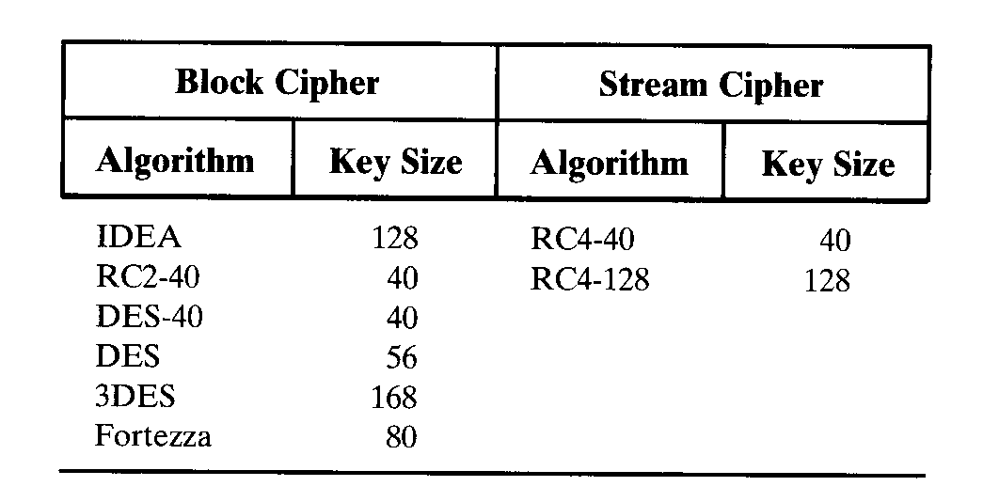 Block Cipher Stream Cipher
Algorithm Key Size Algorithm Key Size
IDEA 128 RC4-40 40
RC2-40 40 RC4-128 128
DES-40 40
DES 56
3DES 168
Fortezza 80